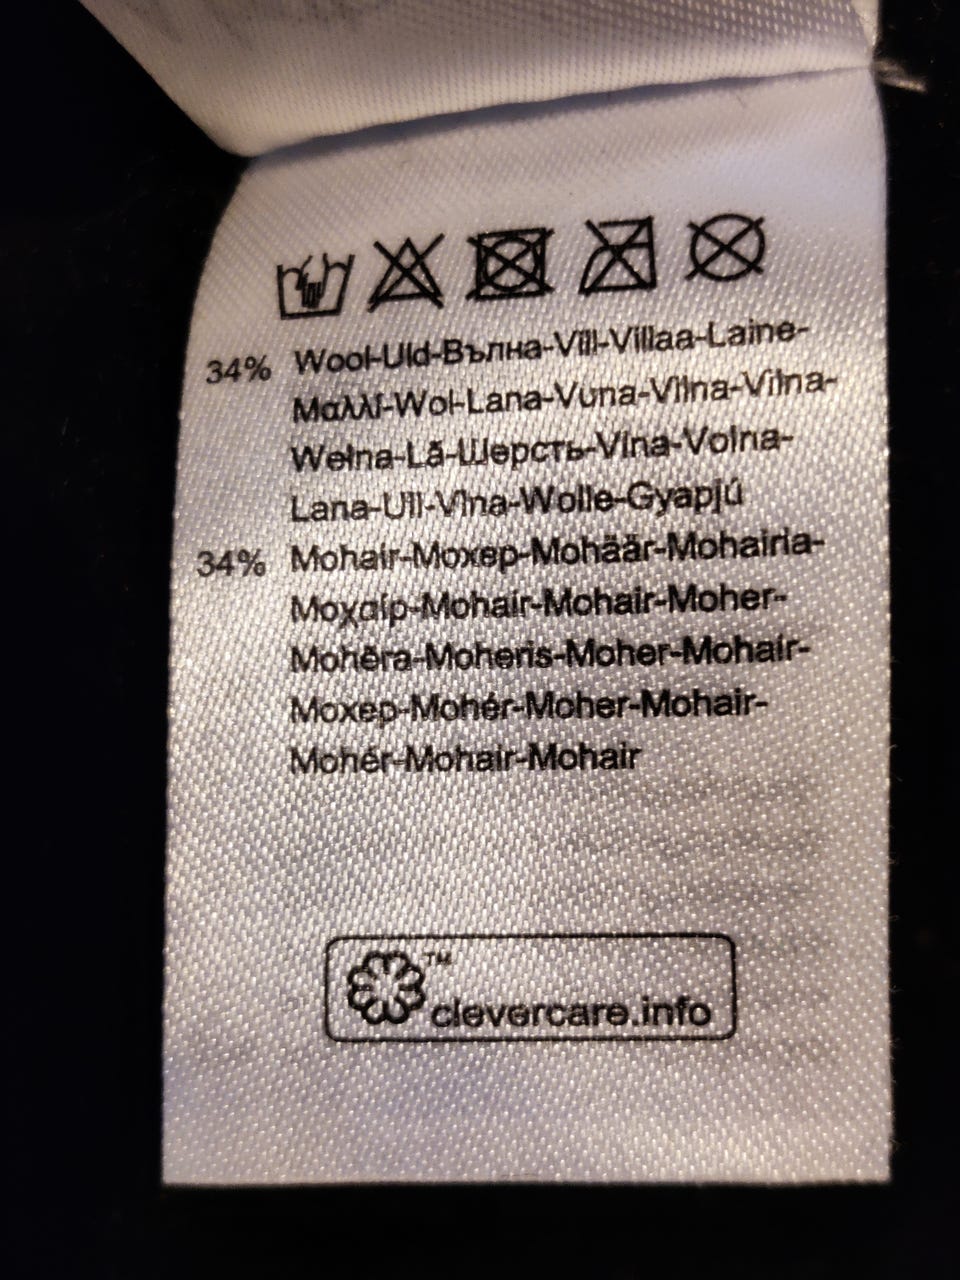 34% Wool-Uld-Вълна-Vill-Villaa-Laine-
Μαλλί-Wol-Lana-Vuna-Vilna-Vilna-
Wełna-Lã-Шерсть-Vlna-Volna-
Lana-Ull-Vlna-Wolle-Gyapjú
34% Mohair-Мохер-Mohäär-Mohairia-
Μοχαίρ-Mohair-Mohair-Moher-
Mohēra-Moheris-Moher-Mohair-
Мохер-Mohér-Moher-Mohair-
Mohér-Mohair-Mohair
TM
clevercare.info